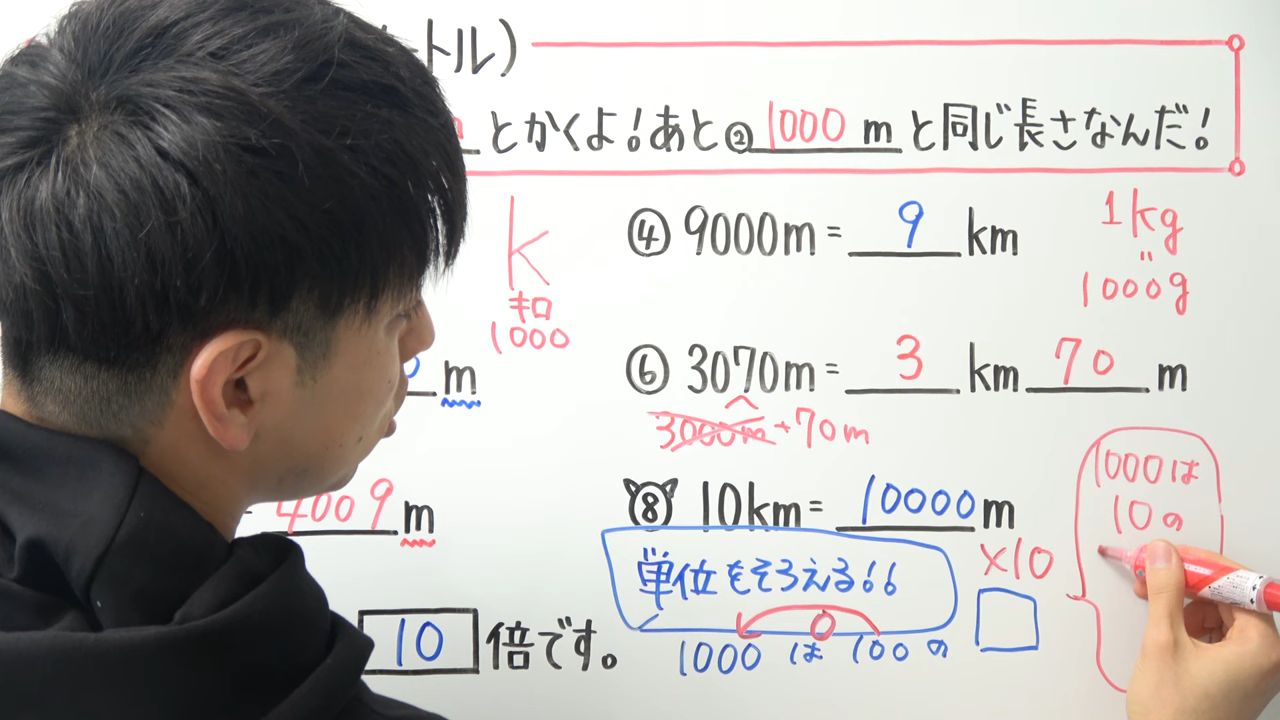 ートル)
とかくよ!あと② 1000 m と同じ長さなんだ!
k
キロ
1000
④ 9000m = 9 km
1kg
=
1000g
m
⑥ 3070m = 3 km 70 m
3000m+70m
4009 m
⑧ 10km = 10000 m
単位をそろえる!!
×10
1000は
10の
10 倍です。
1000 は 100 の □